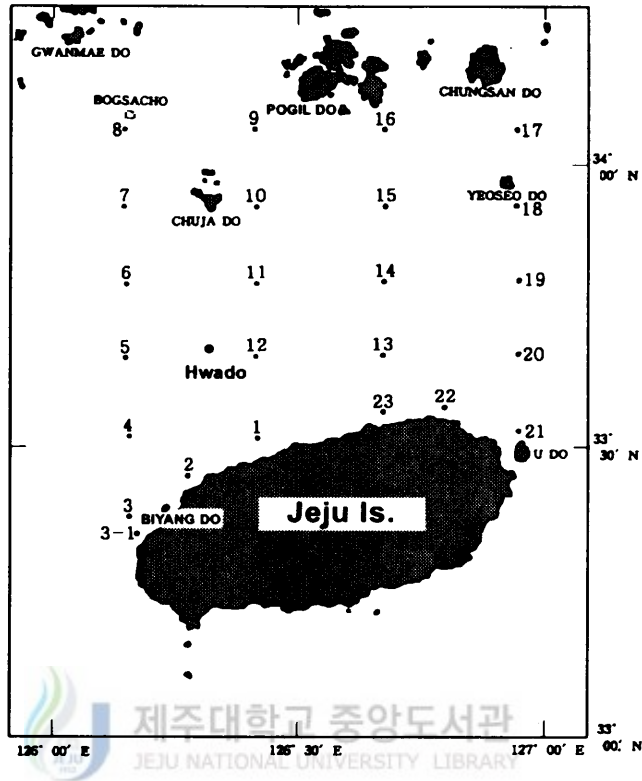 GWANMAE DO
BOGSACHO
POGIL DO
CHUNGSAN DO
8
9
16
17
34°
00' N
7
CHUJA DO
10
15
YEOSEO DO
18
6
11
14
19
5
Hwado
12
13
20
4
1
23
22
21
U DO
33°
30' N
2
3
BIYANG DO
3-1
Jeju Is.
제주대학교 중앙도서관
JEJU NATIONAL UNIVERSITY LIBRARY
JEJU
1952
126° 00' E
126° 30' E
127° 00' E
33°
00' N